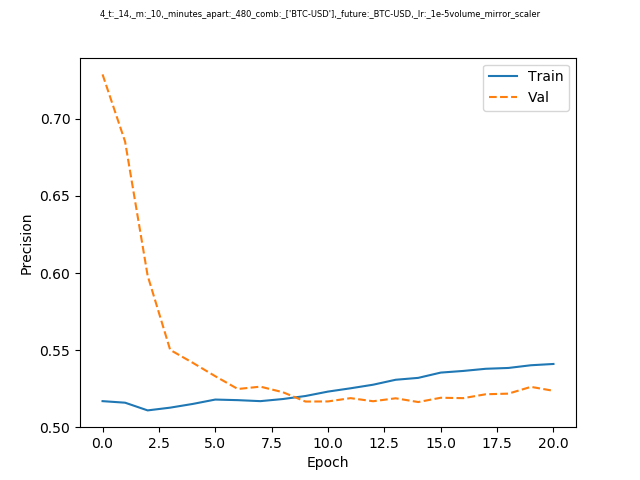 4_t:_14,_m:_10,_minutes_apart:_480_comb:_['BTC-USD'],_future:_BTC-USD,_lr:_1e-5volume_mirror_scaler
Train
Val
0.70
0.65
0.60
0.55
0.50
Precision
0.0 2.5 5.0 7.5 10.0 12.5 15.0 17.5 20.0
Epoch